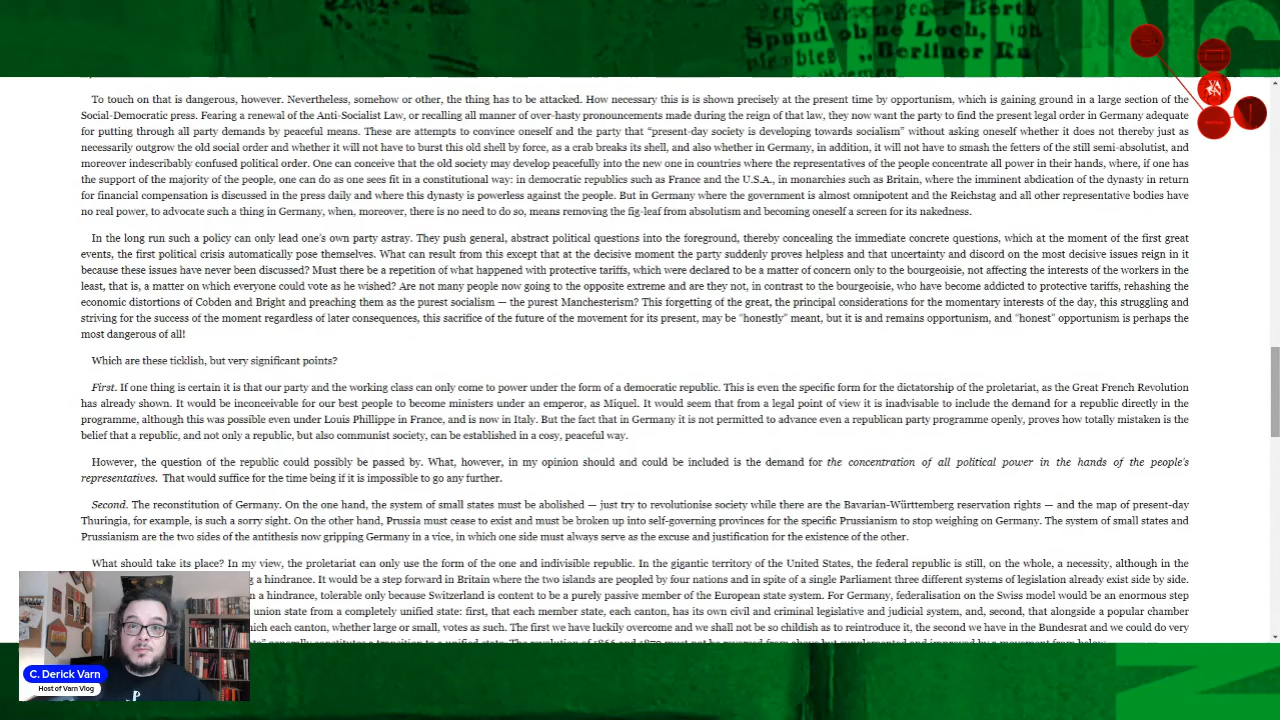 Spund ohne Loch,
Berliner
To touch on that is dangerous, however. Nevertheless, somehow or other, the thing has to be attacked. How necessary this is is shown precisely at the present time by opportunism, which is gaining ground in a large section of the
Social-Democratic press. Fearing a renewal of the Anti-Socialist Law, or recalling all manner of over-hasty pronouncements made during the reign of that law, they now want the party to find the present legal order in Germany adequate
for putting through all party demands by peaceful means. These are attempts to convince oneself and the party that “present-day society is developing towards socialism” without asking oneself whether it does not thereby just as
necessarily outgrow the old social order and whether it will not have to burst this old shell by force, as a crab breaks its shell, and also whether in Germany, in addition, it will not have to smash the fetters of the still semi-absolutist, and
moreover indescribably confused political order. One can conceive that the old society may develop peacefully into the new one in countries where the representatives of the people concentrate all power in their hands, where, if one has
the support of the majority of the people, one can do as one sees fit in a constitutional way: in democratic republics such as France and the U.S.A., in monarchies such as Britain, where the imminent abdication of the dynasty in return
for financial compensation is discussed in the press daily and where this dynasty is powerless against the people. But in Germany where the government is almost omnipotent and the Reichstag and all other representative bodies have
no real power, to advocate such a thing in Germany, when, moreover, there is no need to do so, means removing the fig-leaf from absolutism and becoming oneself a screen for its nakedness.
In the long run such a policy can only lead one’s own party astray. They push general, abstract political questions into the foreground, thereby concealing the immediate concrete questions, which at the moment of the first great
events, the first political crisis automatically pose themselves. What can result from this except that at the decisive moment the party suddenly proves helpless and that uncertainty and discord on the most decisive issues reign in it
because these issues have never been discussed? Must there be a repetition of what happened with protective tariffs, which were declared to be a matter of concern only to the bourgeoisie, not affecting the interests of the workers in the
least, that is, a matter on which everyone could vote as he wished? Are not many people now going to the opposite extreme and are they not, in contrast to the bourgeoisie, who have become addicted to protective tariffs, rehashing the
economic distortions of Cobden and Bright and preaching them as the purest socialism — the purest Manchesterism? This forgetting of the great, the principal considerations for the momentary interests of the day, this struggling and
striving for the success of the moment regardless of later consequences, this sacrifice of the future of the movement for its present, may be “honestly” meant, but it is and remains opportunism, and “honest” opportunism is perhaps the
most dangerous of all!
Which are these ticklish, but very significant points?
First. If one thing is certain it is that our party and the working class can only come to power under the form of a democratic republic. This is even the specific form for the dictatorship of the proletariat, as the Great French Revolution
has already shown. It would be inconceivable for our best people to become ministers under an emperor, as Miquel. It would seem that from a legal point of view it is inadvisable to include the demand for a republic directly in the
programme, although this was possible even under Louis Phillippe in France, and is now in Italy. But the fact that in Germany it is not permitted to advance even a republican party programme openly, proves how totally mistaken is the
belief that a republic, and not only a republic, but also communist society, can be established in a cosy, peaceful way.
However, the question of the republic could possibly be passed by. What, however, in my opinion should and could be included is the demand for the concentration of all political power in the hands of the people’s
representatives. That would suffice for the time being if it is impossible to go any further.
Second. The reconstitution of Germany. On the one hand, the system of small states must be abolished — just try to revolutionise society while there are the Bavarian-Württemberg reservation rights — and the map of present-day
Thuringia, for example, is such a sorry sight. On the other hand, Prussia must cease to exist and must be broken up into self-governing provinces for the specific Prussianism to stop weighing on Germany. The system of small states and
Prussianism are the two sides of the antithesis now gripping Germany in a vice, in which one side must always serve as the excuse and justification for the existence of the other.
What should take its place? In my view, the proletariat can only use the form of the one and indivisible republic. In the gigantic territory of the United States, the federal republic is still, on the whole, a necessity, although in the
g a hindrance. It would be a step forward in Britain where the two islands are peopled by four nations and in spite of a single Parliament three different systems of legislation already exist side by side.
n a hindrance, tolerable only because Switzerland is content to be a purely passive member of the European state system. For Germany, federalisation on the Swiss model would be an enormous step
union state from a completely unified state: first, that each member state, each canton, has its own civil and criminal legislative and judicial system, and, second, that alongside a popular chamber
hich each canton, whether large or small, votes as such. The first we have luckily overcome and we shall not be so childish as to reintroduce it, the second we have in the Bundesrat and we could do very
C. Derick Varn
Host of Varn Vlog